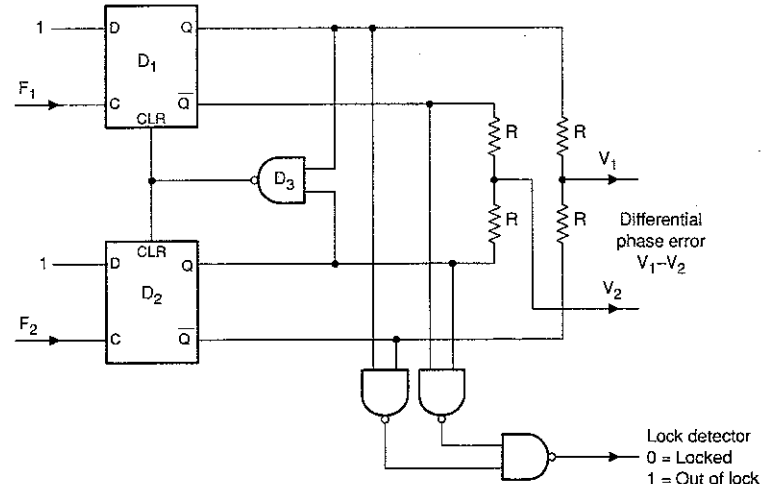 1
D
Q
D₁
F₁
C
Q̅
CLR
R
R
D₃
V₁
R
R
Differential
phase error
V₁–V₂
CLR
1
D
Q
D₂
V₂
F₂
C
Q̅
Lock detector
0 = Locked
1 = Out of lock